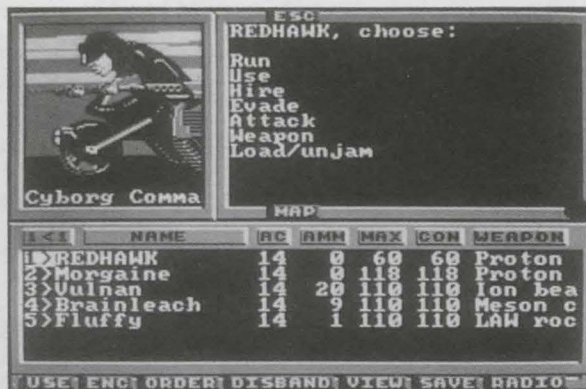 ESC
REDHAWK, choose:
Run
Use
Hire
Evade
Attack
Weapon
Load/unjam
Cyborg Comma
MAP
1<1 NAME AC AMM MAX CON WEAPON
1>REDHAWK 14 0 60 60 Proton
2>Morgaine 14 0 118 118 Proton
3>Vulnan 14 20 110 110 Ion bea
4>Brainleach 14 9 110 110 Meson c
5>Fluffy 14 1 110 110 LAW roc
USE ENC ORDER DISBAND VIEW SAVE RADIO